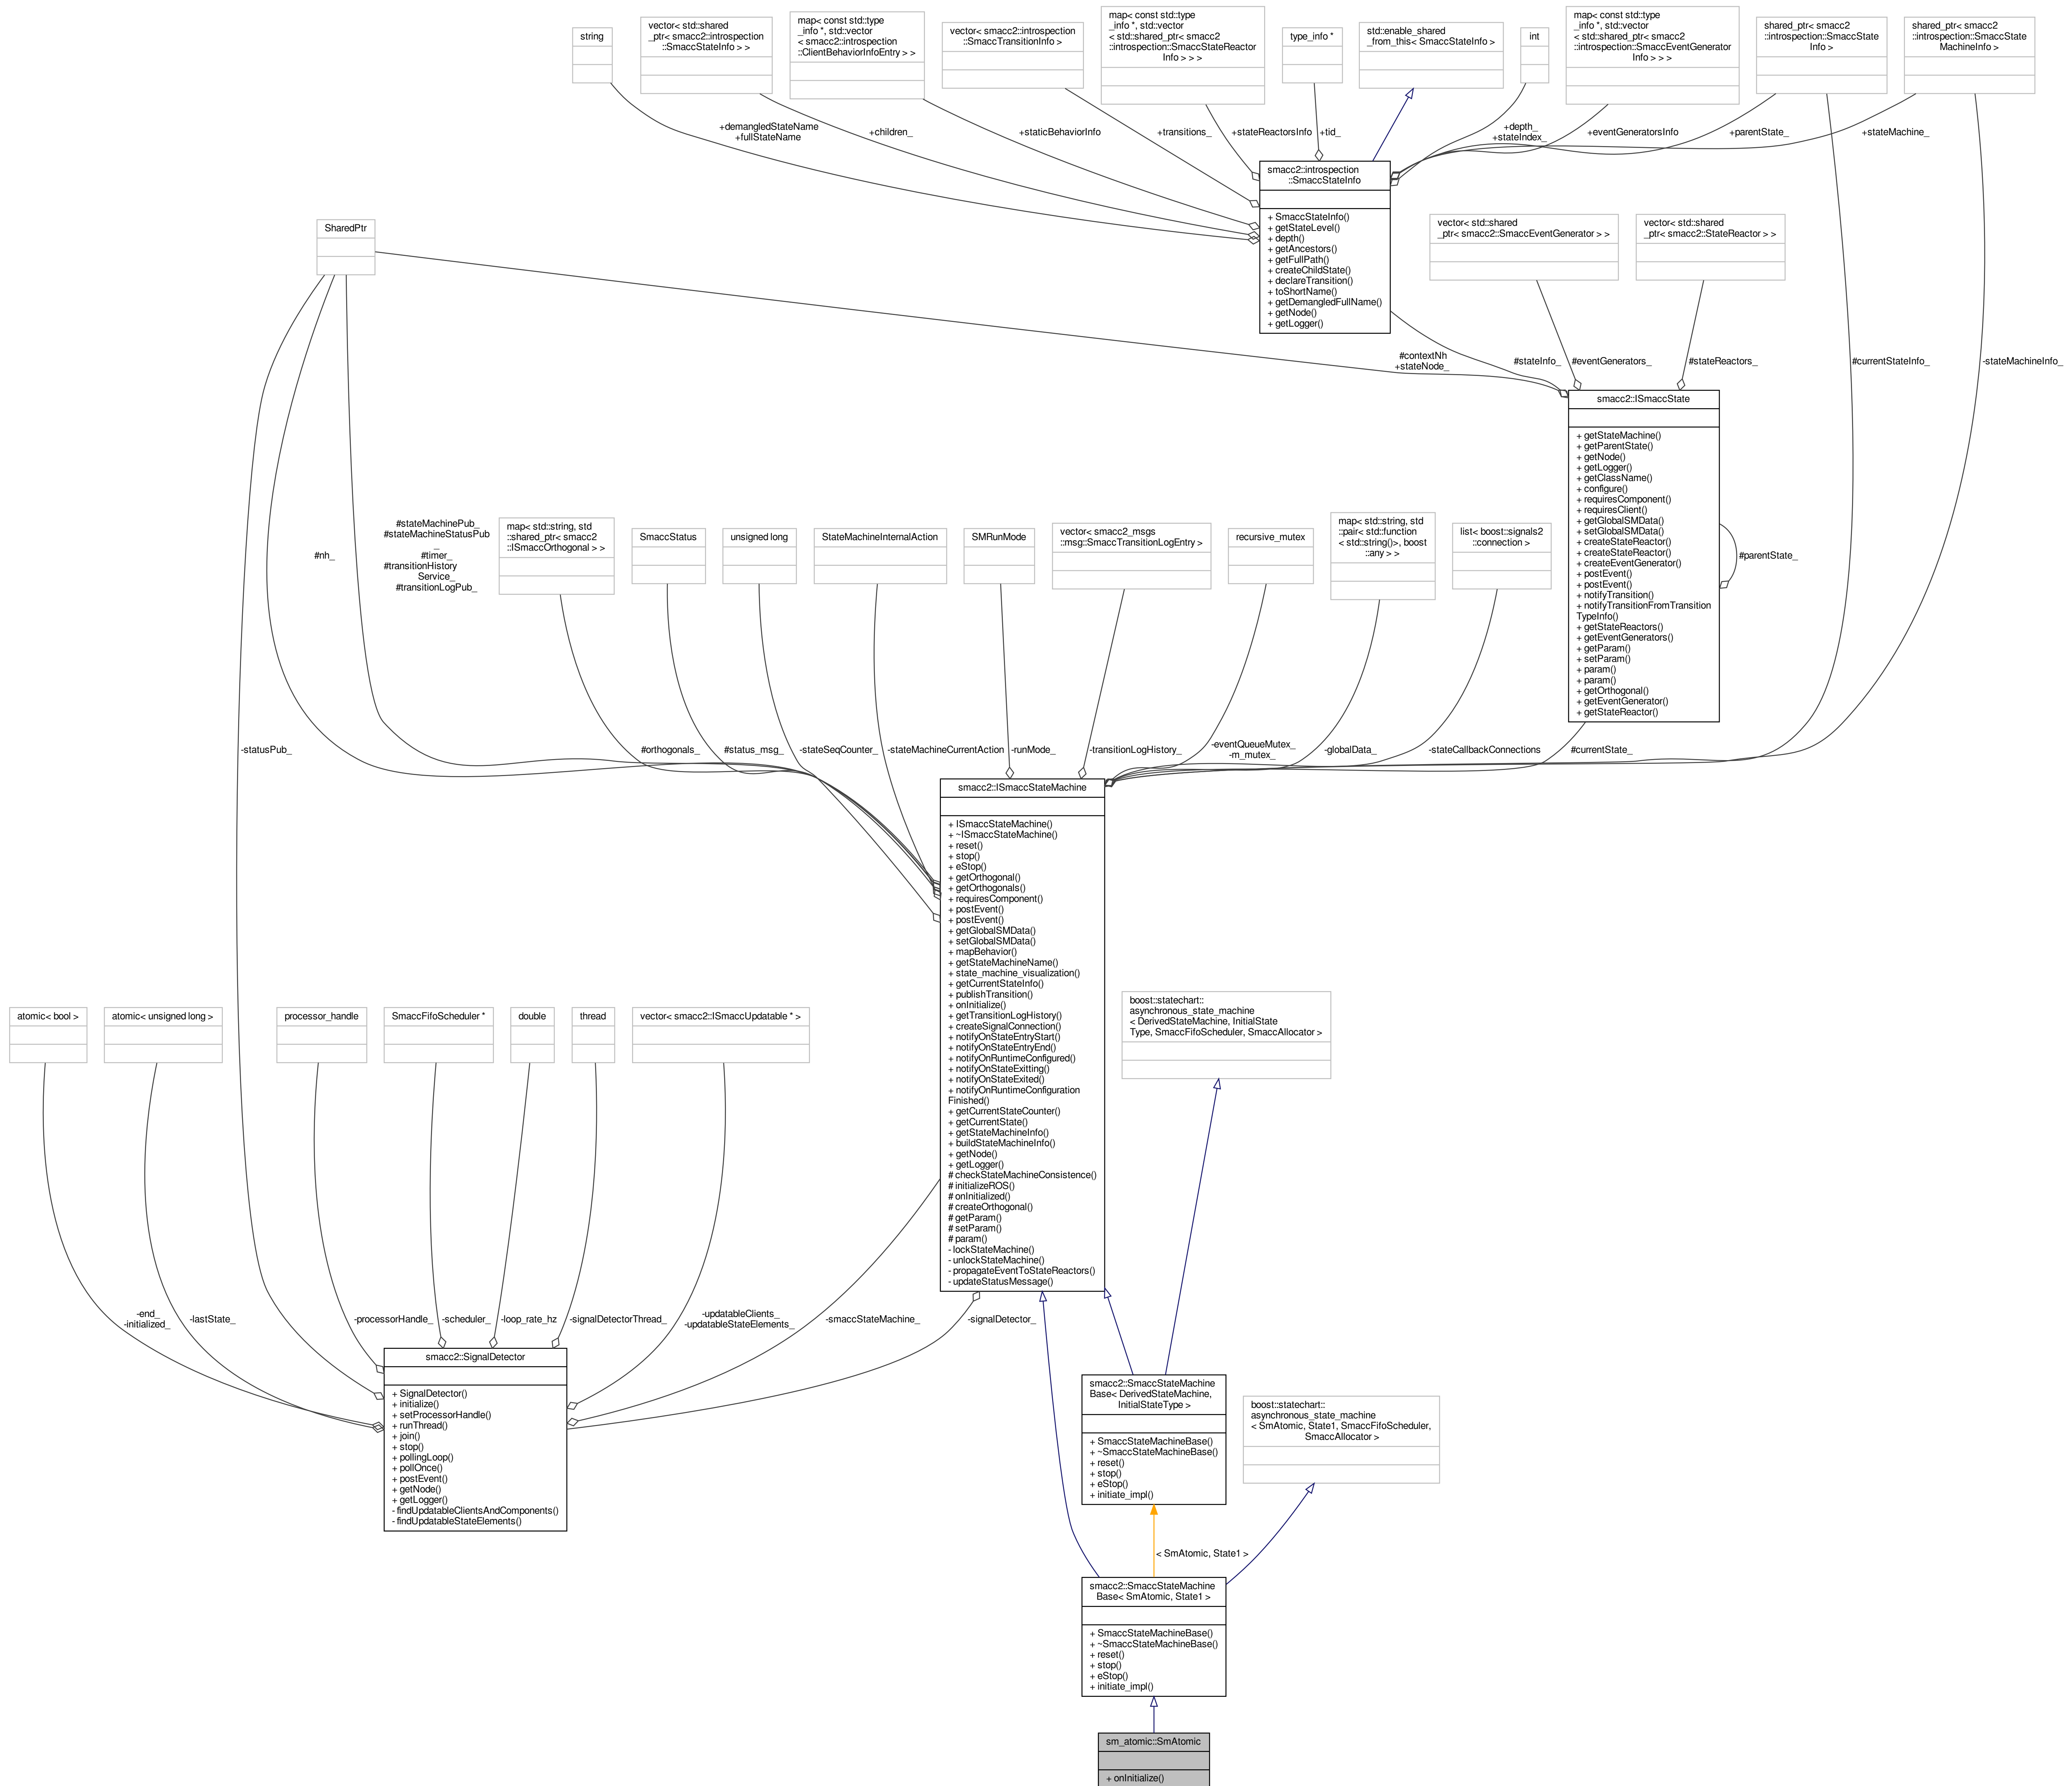 string
vector< std::shared
_ptr< smacc2::introspection
::SmaccStateInfo > >
map< const std::type
_info *, std::vector
< smacc2::introspection
::ClientBehaviorInfoEntry > >
vector< smacc2::introspection
::SmaccTransitionInfo >
map< const std::type
_info *, std::vector
< std::shared_ptr< smacc2
::introspection::SmaccStateReactor
Info > > >
type_info *
std::enable_shared
_from_this< SmaccStateInfo >
int
map< const std::type
_info *, std::vector
< std::shared_ptr< smacc2
::introspection::SmaccEventGenerator
Info > > >
shared_ptr< smacc2
::introspection::SmaccState
Info >
shared_ptr< smacc2
::introspection::SmaccState
MachineInfo >
+demangledStateName
+fullStateName
+children_
+staticBehaviorInfo
+transitions_
+stateReactorsInfo
+tid_
+depth_
+stateIndex_
+eventGeneratorsInfo
+parentState_
+stateMachine_
smacc2::introspection
::SmaccStateInfo
+ SmaccStateInfo()
+ getStateLevel()
+ depth()
+ getAncestors()
+ getFullPath()
+ createChildState()
+ declareTransition()
+ toShortName()
+ getDemangledFullName()
+ getNode()
+ getLogger()
SharedPtr
vector< std::shared
_ptr< smacc2::SmaccEventGenerator > >
vector< std::shared
_ptr< smacc2::StateReactor > >
#contextNh
+stateNode_
#stateInfo_
#eventGenerators_
#stateReactors_
#currentStateInfo_
-stateMachineInfo_
smacc2::ISmaccState
+ getStateMachine()
+ getParentState()
+ getNode()
+ getLogger()
+ getClassName()
+ configure()
+ requiresComponent()
+ requiresClient()
+ getGlobalSMData()
+ setGlobalSMData()
+ createStateReactor()
+ createStateReactor()
+ createEventGenerator()
+ postEvent()
+ postEvent()
+ notifyTransition()
+ notifyTransitionFromTransition
TypeInfo()
+ getStateReactors()
+ getEventGenerators()
+ getParam()
+ setParam()
+ param()
+ param()
+ getOrthogonal()
+ getEventGenerator()
+ getStateReactor()
#parentState_
#nh_
#stateMachinePub_
#stateMachineStatusPub
_
#timer_
#transitionHistory
Service_
#transitionLogPub_
map< std::string, std
::shared_ptr< smacc2
::ISmaccOrthogonal > >
SmaccStatus
unsigned long
StateMachineInternalAction
SMRunMode
vector< smacc2_msgs
::msg::SmaccTransitionLogEntry >
recursive_mutex
map< std::string, std
::pair< std::function
< std::string()>, boost
::any > >
list< boost::signals2
::connection >
-statusPub_
#orthogonals_
#status_msg_
-stateSeqCounter_
-stateMachineCurrentAction
-runMode_
-transitionLogHistory_
-eventQueueMutex_
-m_mutex_
-globalData_
-stateCallbackConnections
#currentState_
smacc2::ISmaccStateMachine
+ ISmaccStateMachine()
+ ~ISmaccStateMachine()
+ reset()
+ stop()
+ eStop()
+ getOrthogonal()
+ getOrthogonals()
+ requiresComponent()
+ postEvent()
+ postEvent()
+ getGlobalSMData()
+ setGlobalSMData()
+ mapBehavior()
+ getStateMachineName()
+ state_machine_visualization()
+ getCurrentStateInfo()
+ publishTransition()
+ onInitialize()
+ getTransitionLogHistory()
+ createSignalConnection()
+ notifyOnStateEntryStart()
+ notifyOnStateEntryEnd()
+ notifyOnRuntimeConfigured()
+ notifyOnStateExitting()
+ notifyOnStateExited()
+ notifyOnRuntimeConfiguration
Finished()
+ getCurrentStateCounter()
+ getCurrentState()
+ getStateMachineInfo()
+ buildStateMachineInfo()
+ getNode()
+ getLogger()
# checkStateMachineConsistence()
# initializeROS()
# onInitialized()
# createOrthogonal()
# getParam()
# setParam()
# param()
- lockStateMachine()
- unlockStateMachine()
- propagateEventToStateReactors()
- updateStatusMessage()
atomic< bool >
atomic< unsigned long >
processor_handle
SmaccFifoScheduler *
double
thread
vector< smacc2::ISmaccUpdatable * >
boost::statechart::
asynchronous_state_machine
< DerivedStateMachine, InitialState
Type, SmaccFifoScheduler, SmaccAllocator >
-end_
-initialized_
-lastState_
-processorHandle_
-scheduler_
-loop_rate_hz
-signalDetectorThread_
-updatableClients_
-updatableStateElements_
-smaccStateMachine_
-signalDetector_
smacc2::SignalDetector
+ SignalDetector()
+ initialize()
+ setProcessorHandle()
+ runThread()
+ join()
+ stop()
+ pollingLoop()
+ pollOnce()
+ postEvent()
+ getNode()
+ getLogger()
- findUpdatableClientsAndComponents()
- findUpdatableStateElements()
smacc2::SmaccStateMachine
Base< DerivedStateMachine,
InitialStateType >
+ SmaccStateMachineBase()
+ ~SmaccStateMachineBase()
+ reset()
+ stop()
+ eStop()
+ initiate_impl()
boost::statechart::
asynchronous_state_machine
< SmAtomic, State1, SmaccFifoScheduler,
SmaccAllocator >
< SmAtomic, State1 >
smacc2::SmaccStateMachine
Base< SmAtomic, State1 >
+ SmaccStateMachineBase()
+ ~SmaccStateMachineBase()
+ reset()
+ stop()
+ eStop()
+ initiate_impl()
sm_atomic::SmAtomic
+ onInitialize()